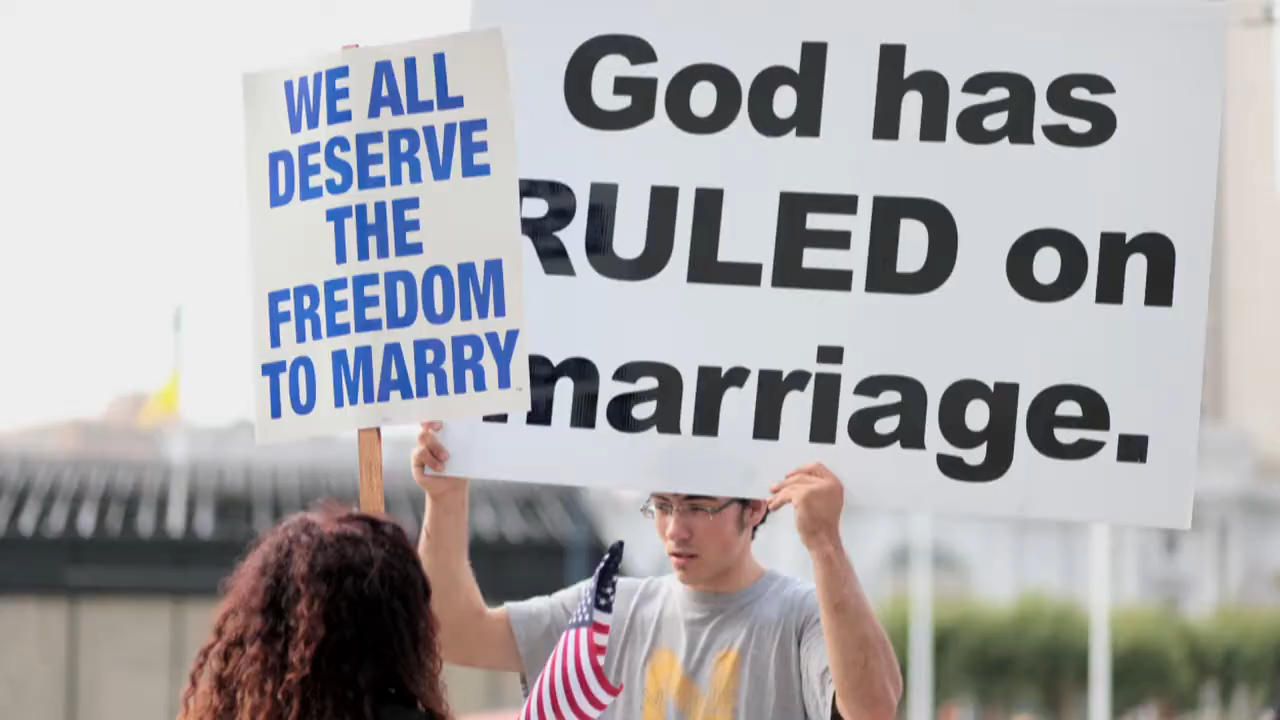 WE ALL
DESERVE
THE
FREEDOM
TO MARRY
God has
RULED on
marriage.
M